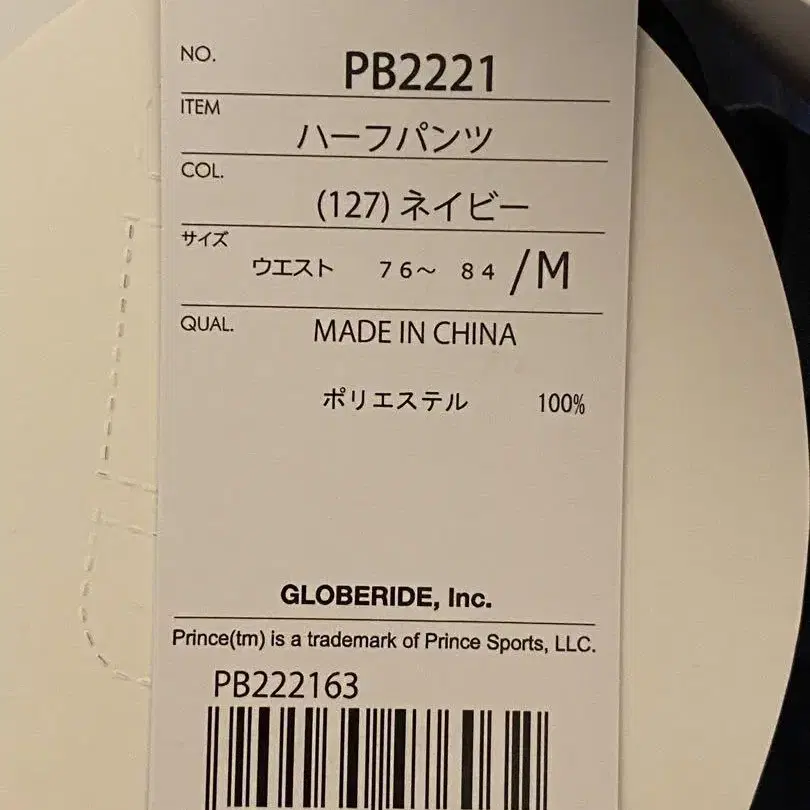 NO.
PB2221
ITEM
ハーフパンツ
COL.
(127) ネイビー
サイズ
ウエスト 76~ 84 /M
QUAL.
MADE IN CHINA
ポリエステル 100%
GLOBERIDE, Inc.
Prince(tm) is a trademark of Prince Sports, LLC.
PB222163